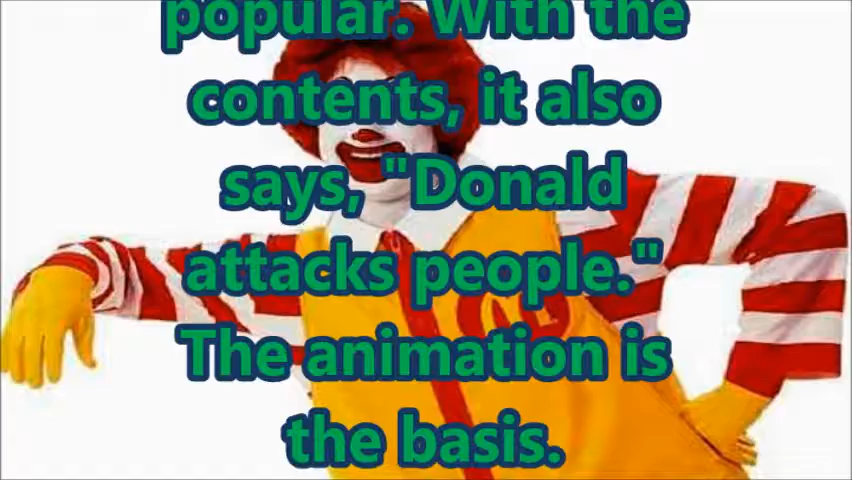 popular. With the
contents, it also
says, "Donald
attacks people."
The animation is
the basis.